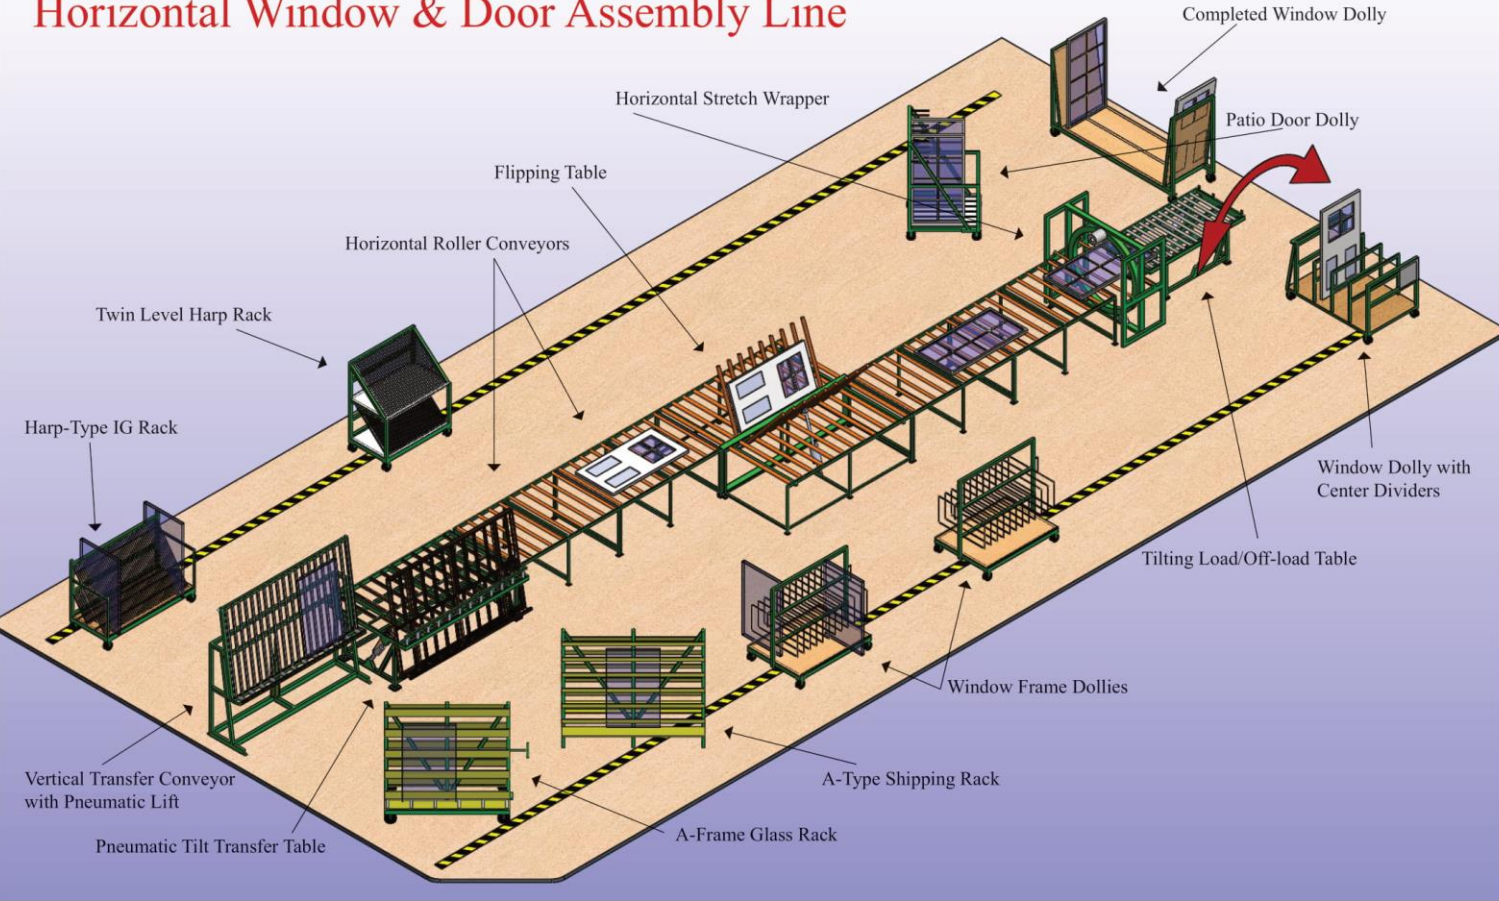 Horizontal Window & Door Assembly Line
Completed Window Dolly
Horizontal Stretch Wrapper
Patio Door Dolly
Flipping Table
Horizontal Roller Conveyors
Twin Level Harp Rack
Harp-Type IG Rack
Window Dolly with
Center Dividers
Tilting Load/Off-load Table
Window Frame Dollies
Vertical Transfer Conveyor
with Pneumatic Lift
A-Type Shipping Rack
A-Frame Glass Rack
Pneumatic Tilt Transfer Table